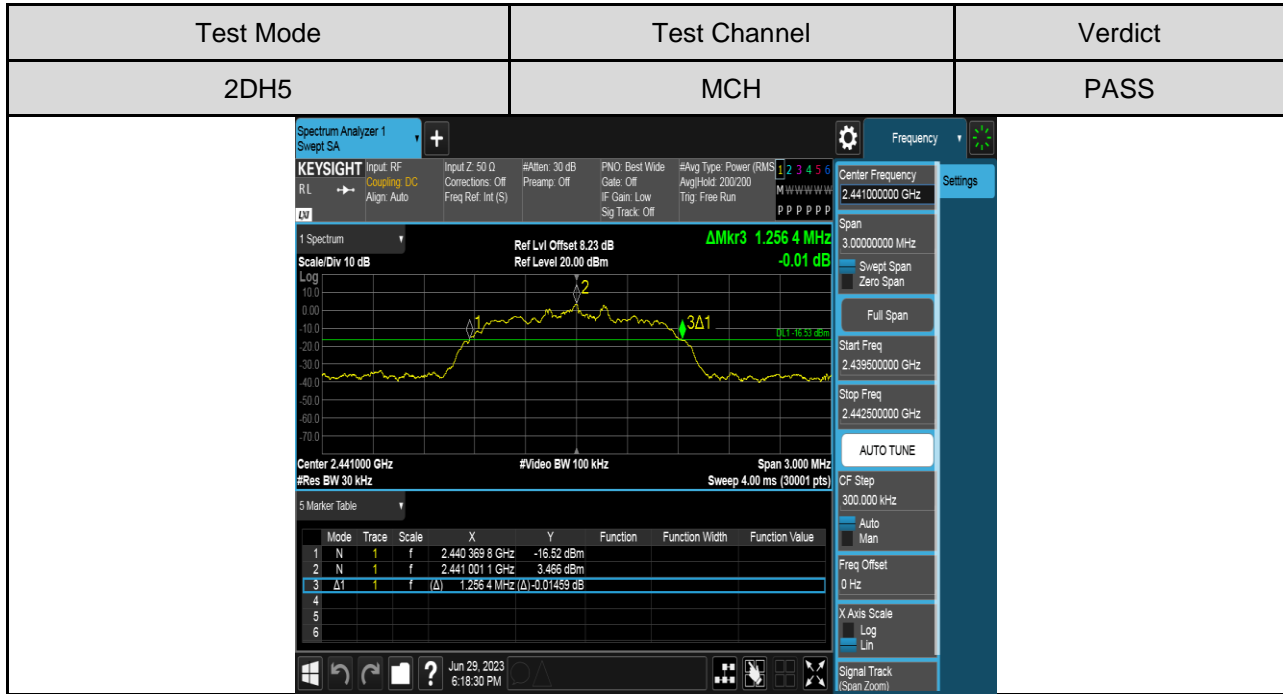 Test Mode Test Channel Verdict
2DH5 MCH PASS
Spectrum Analyzer 1
Swept SA
+
Frequency
KEYSIGHT Input: RF Input Z: 50 Ω #Atten: 30 dB PNO: Best Wide #Avg Type: Power (RMS 1 2 3 4 5 6
RL Coupling: DC Corrections: Off Preamp: Off Gate: Off Avg|Hold: 200/200 M W W W W W
Align: Auto Freq Ref: Int (S) IF Gain: Low Trig: Free Run
LXI Sig Track: Off P P P P P P
1 Spectrum Ref Lvl Offset 8.23 dB ΔMkr3 1.256 4 MHz
Scale/Div 10 dB Ref Level 20.00 dBm -0.01 dB
Log
10.0
0.00
-10.0
-20.0
-30.0
-40.0
-50.0
-60.0
-70.0
1
2
3Δ1
DL1 -16.53 dBm
Center 2.441000 GHz #Video BW 100 kHz Span 3.000 MHz
#Res BW 30 kHz Sweep 4.00 ms (30001 pts)
5 Marker Table
Mode Trace Scale X Y Function Function Width Function Value
1 N 1 f 2.440 369 8 GHz -16.52 dBm
2 N 1 f 2.441 001 1 GHz 3.466 dBm
3 Δ1 1 f (Δ) 1.256 4 MHz (Δ) -0.01459 dB
4
5
6
?
Jun 29, 2023
6:18:30 PM
Center Frequency
2.441000000 GHz
Settings
Span
3.00000000 MHz
Swept Span
Zero Span
Full Span
Start Freq
2.439500000 GHz
Stop Freq
2.442500000 GHz
AUTO TUNE
CF Step
300.000 kHz
Auto
Man
Freq Offset
0 Hz
X Axis Scale
Log
Lin
Signal Track
(Span Zoom)